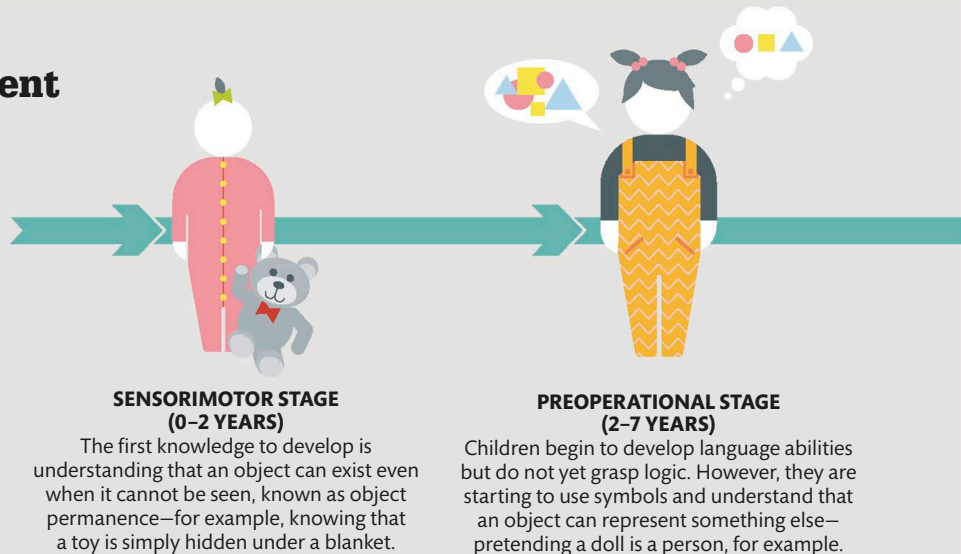 ent
SENSORIMOTOR STAGE
(0–2 YEARS)
The first knowledge to develop is
understanding that an object can exist even
when it cannot be seen, known as object
permanence—for example, knowing that
a toy is simply hidden under a blanket.
PREOPERATIONAL STAGE
(2–7 YEARS)
Children begin to develop language abilities
but do not yet grasp logic. However, they are
starting to use symbols and understand that
an object can represent something else—
pretending a doll is a person, for example.